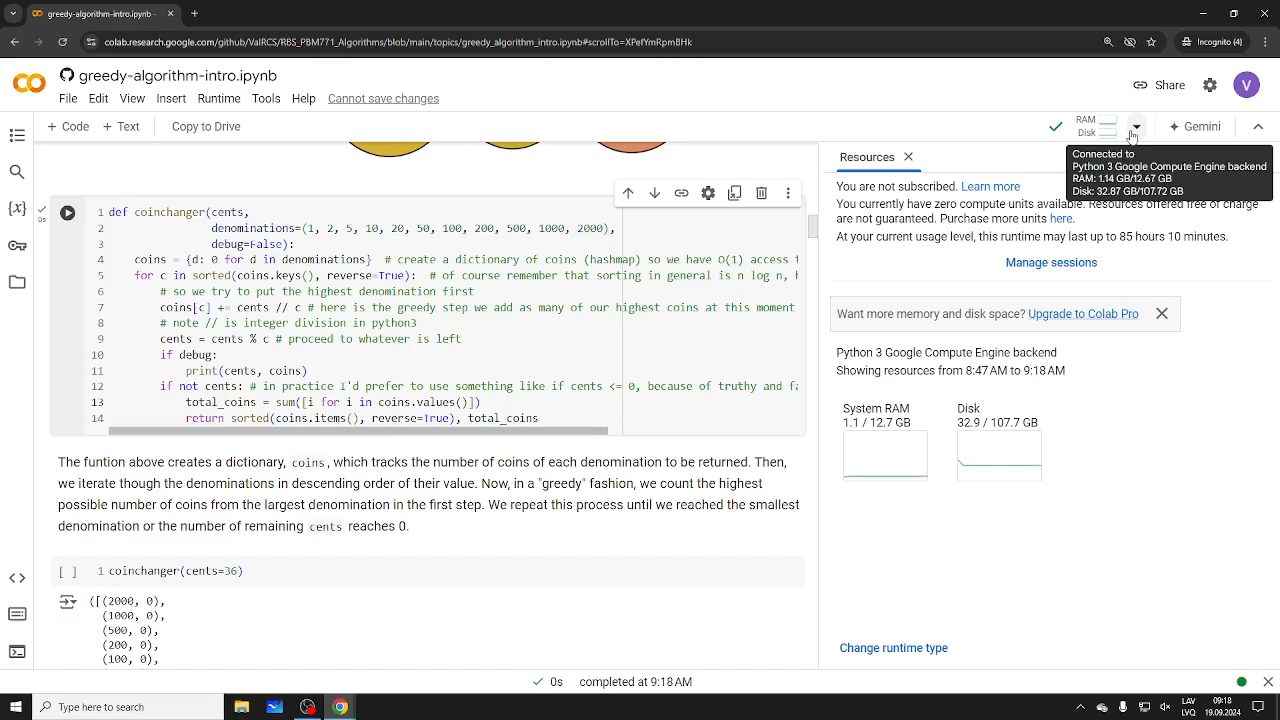 greedy-algorithm-intro.ipynb
colab.research.google.com/github/ValRCS/RBS_PBM771_Algorithms/blob/main/topics/greedy_algorithm_intro.ipynb#scrollTo=XPefYmRpmBHk
Incognito (4)
greedy-algorithm-intro.ipynb
Share
V
File Edit View Insert Runtime Tools Help Cannot save changes
+ Code + Text Copy to Drive
RAM
Disk
Gemini
Connected to
Python 3 Google Compute Engine backend
RAM: 1.14 GB/12.67 GB
Disk: 32.87 GB/107.72 GB
0s
1 def coinchanger(cents,
2 denominations=(1, 2, 5, 10, 20, 50, 100, 200, 500, 1000, 2000),
3 debug=False):
4 coins = {d: 0 for d in denominations} # create a dictionary of coins (hashmap) so we have O(1) access t
5 for c in sorted(coins.keys(), reverse=True): # of course remember that sorting in general is n log n, h
6 # so we try to put the highest denomination first
7 coins[c] += cents // c # here is the greedy step we add as many of our highest coins at this moment
8 # note // is integer division in python3
9 cents = cents % c # proceed to whatever is left
10 if debug:
11 print(cents, coins)
12 if not cents: # in practice I'd prefer to use something like if cents <= 0, because of truthy and fa
13 total_coins = sum([i for i in coins.values()])
14 return sorted(coins.items(), reverse=True), total_coins
The funtion above creates a dictionary, coins, which tracks the number of coins of each denomination to be returned. Then,
we iterate though the denominations in descending order of their value. Now, in a "greedy" fashion, we count the highest
possible number of coins from the largest denomination in the first step. We repeat this process until we reached the smallest
denomination or the number of remaining cents reaches 0.
[ ] 1 coinchanger(cents=36)
([(2000, 0),
(1000, 0),
(500, 0),
(200, 0),
(100, 0),
Resources
You are not subscribed. Learn more
You currently have zero compute units available. Resources offered free of charge
are not guaranteed. Purchase more units here.
At your current usage level, this runtime may last up to 85 hours 10 minutes.
Manage sessions
Want more memory and disk space? Upgrade to Colab Pro
Python 3 Google Compute Engine backend
Showing resources from 8:47 AM to 9:18 AM
System RAM
1.1 / 12.7 GB
Disk
32.9 / 107.7 GB
Change runtime type
0s completed at 9:18 AM
Type here to search
LAV
LVQ
09:18
19.09.2024